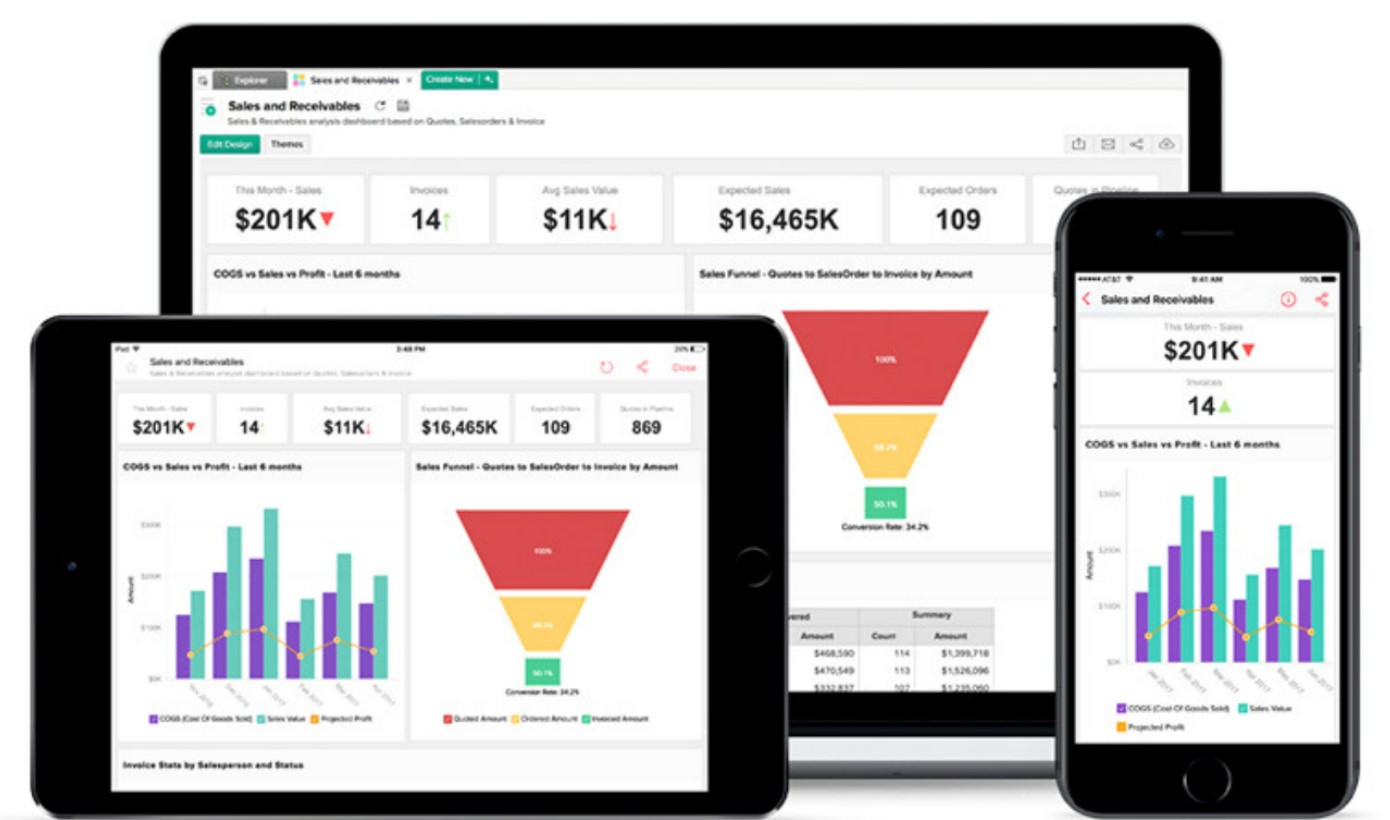 Explorer
Sales and Receivables ×
Create New
Sales and Receivables
Sales & Receivables analysis dashboard based on Quotes, Salesorders & Invoice
Edit Design
Themes
This Month - Sales
$201K
Invoices
14
Avg Sales Value
$11K
Expected Sales
$16,465K
Expected Orders
109
Quotes in Pipeline
COGS vs Sales vs Profit - Last 6 months
Sales Funnel - Quotes to SalesOrder to Invoice by Amount
100%
50.1%
Conversion Rate: 34.2%
Summary
Amount Count Amount
$468,590 114 $1,399,718
$470,549 113 $1,526,096
$332,837 107 $1,235,060
iPad
3:48 PM
20%
Sales and Receivables
Sales & Receivables analysis dashboard based on Quotes, Salesorders & Invoice
Close
This Month - Sales
$201K
Invoices
14
Avg Sales Value
$11K
Expected Sales
$16,465K
Expected Orders
109
Quotes in Pipeline
869
COGS vs Sales vs Profit - Last 6 months
Amount
$300K
$200K
$100K
$0K
Nov 2016
Dec 2016
Jan 2017
Feb 2017
Mar 2017
Apr 2017
COGS (Cost Of Goods Sold) Sales Value Projected Profit
Sales Funnel - Quotes to SalesOrder to Invoice by Amount
100%
50.1%
Conversion Rate: 34.2%
Quoted Amount Ordered Amount Invoiced Amount
Invoice Stats by Salesperson and Status
AT&T
9:41 AM
100%
Sales and Receivables
This Month - Sales
$201K
Invoices
14
COGS vs Sales vs Profit - Last 6 months
Amount
$300K
$200K
$100K
$0K
Jan 2017
Feb 2017
Mar 2017
Apr 2017
May 2017
Jun 2017
COGS (Cost Of Goods Sold) Sales Value
Projected Profit